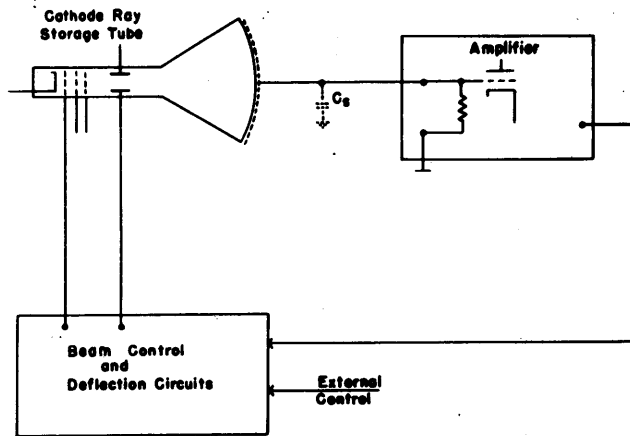 Cathode Ray
Storage Tube
Amplifier
Cs
Beam Control
and
Deflection Circuits
External
Control